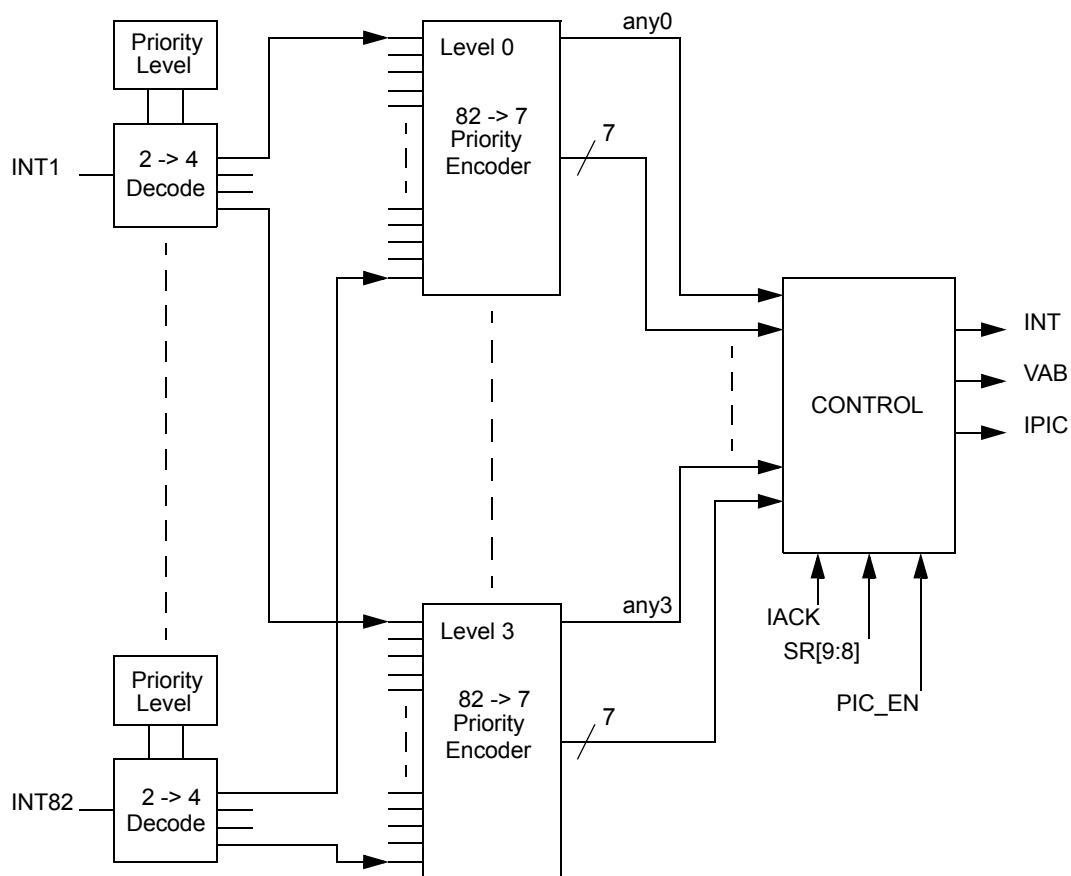 Priority
Level
INT1
2 -> 4
Decode
Level 0
82 -> 7
Priority
Encoder
any0
7
CONTROL
INT
VAB
IPIC
IACK
SR[9:8]
PIC_EN
Priority
Level
INT82
2 -> 4
Decode
Level 3
82 -> 7
Priority
Encoder
any3
7